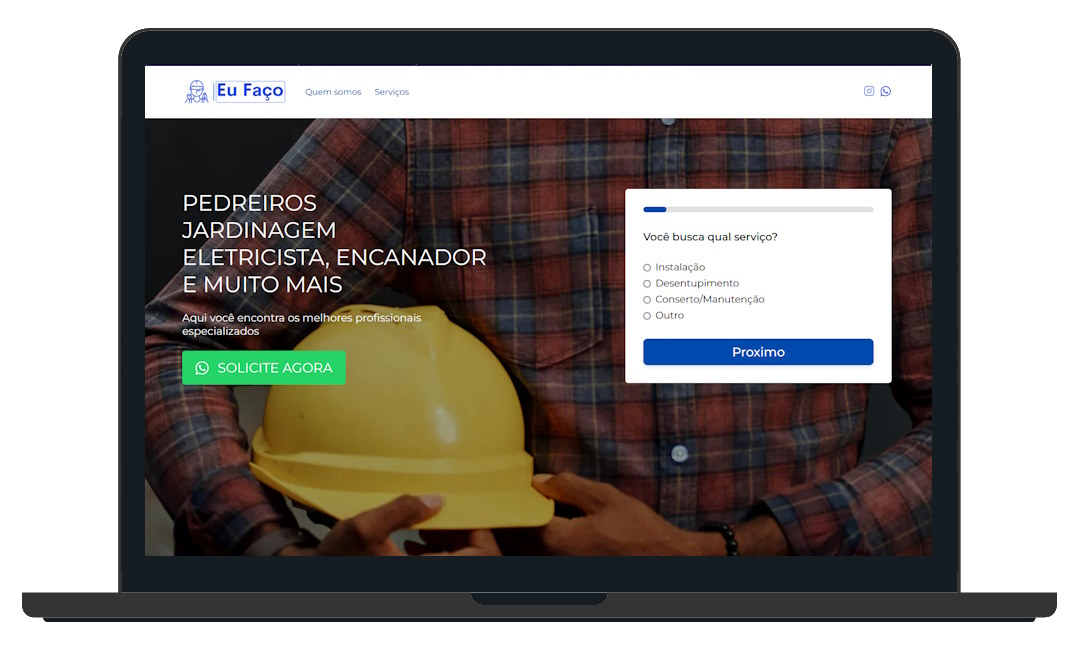 Eu Faço
Quem somos
Serviços
PEDREIROS
JARDINAGEM
ELETRICISTA, ENCANADOR
E MUITO MAIS
Aqui você encontra os melhores profissionais
especializados
SOLICITE AGORA
Você busca qual serviço?
Instalação
Desentupimento
Conserto/Manutenção
Outro
Proximo